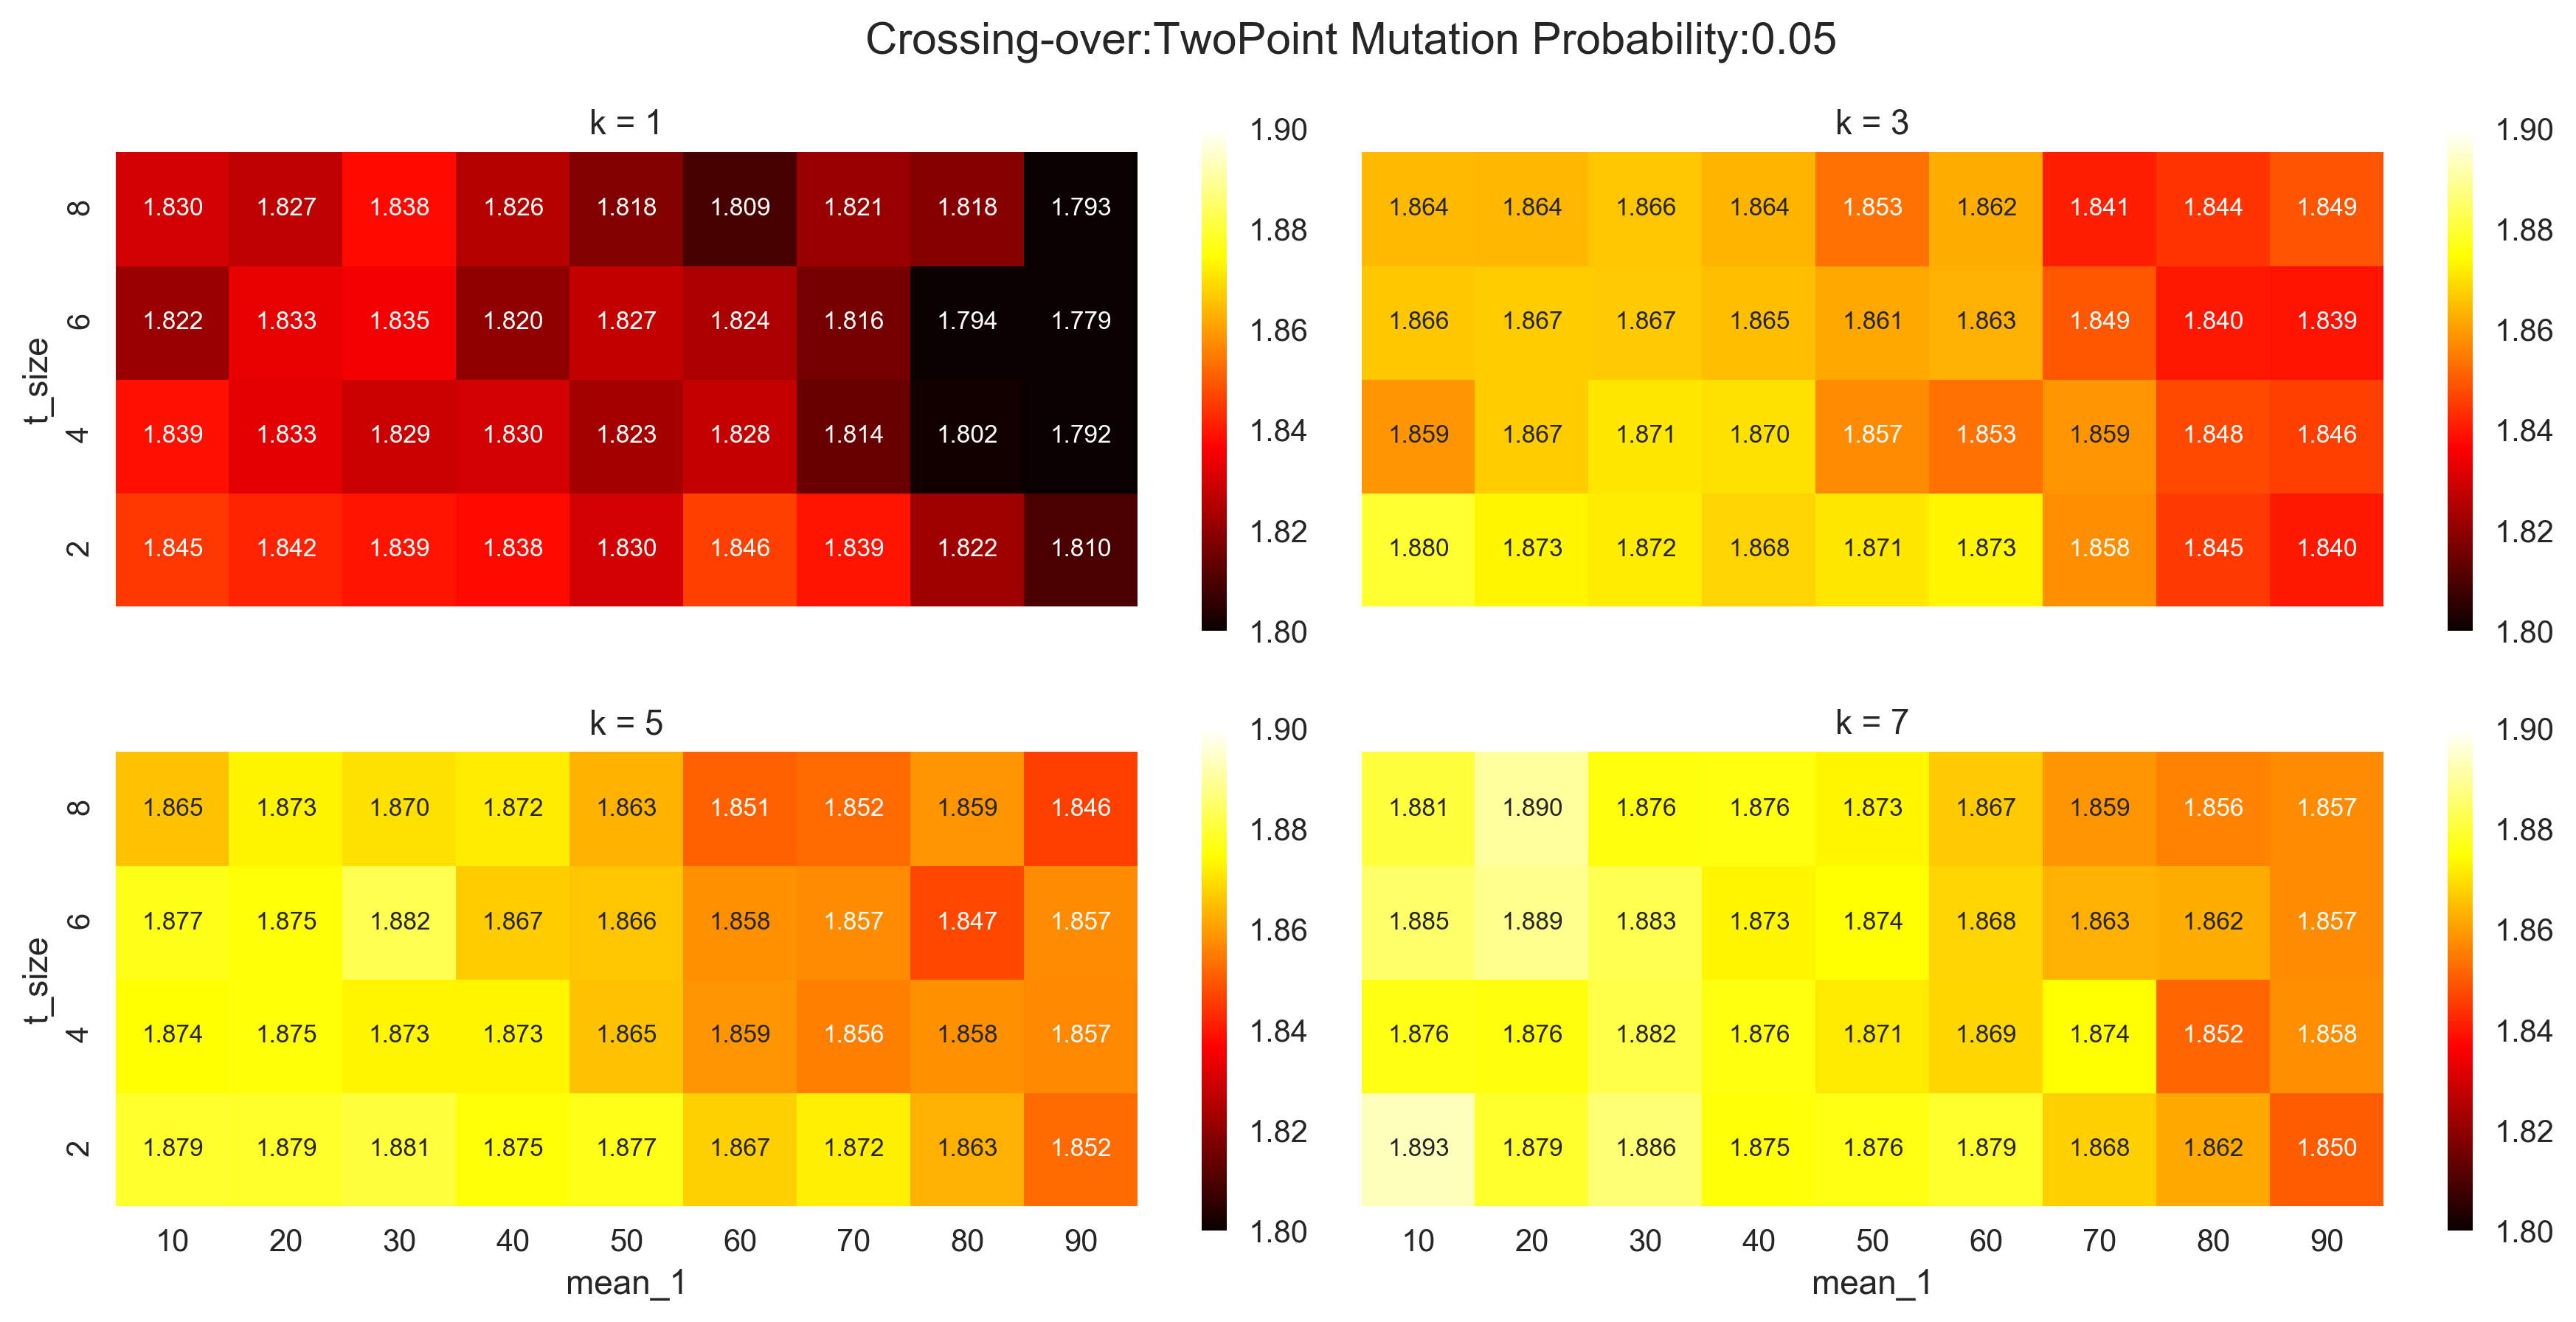 Crossing-over:TwoPoint Mutation Probability:0.05
k = 1
t_size
8 1.830 1.827 1.838 1.826 1.818 1.809 1.821 1.818 1.793
6 1.822 1.833 1.835 1.820 1.827 1.824 1.816 1.794 1.779
4 1.839 1.833 1.829 1.830 1.823 1.828 1.814 1.802 1.792
2 1.845 1.842 1.839 1.838 1.830 1.846 1.839 1.822 1.810
1.90
1.88
1.86
1.84
1.82
1.80
k = 3
1.864 1.864 1.866 1.864 1.853 1.862 1.841 1.844 1.849
1.866 1.867 1.867 1.865 1.861 1.863 1.849 1.840 1.839
1.859 1.867 1.871 1.870 1.857 1.853 1.859 1.848 1.846
1.880 1.873 1.872 1.868 1.871 1.873 1.858 1.845 1.840
1.90
1.88
1.86
1.84
1.82
1.80
k = 5
t_size
8 1.865 1.873 1.870 1.872 1.863 1.851 1.852 1.859 1.846
6 1.877 1.875 1.882 1.867 1.866 1.858 1.857 1.847 1.857
4 1.874 1.875 1.873 1.873 1.865 1.859 1.856 1.858 1.857
2 1.879 1.879 1.881 1.875 1.877 1.867 1.872 1.863 1.852
10 20 30 40 50 60 70 80 90
mean_1
1.90
1.88
1.86
1.84
1.82
1.80
k = 7
1.881 1.890 1.876 1.876 1.873 1.867 1.859 1.856 1.857
1.885 1.889 1.883 1.873 1.874 1.868 1.863 1.862 1.857
1.876 1.876 1.882 1.876 1.871 1.869 1.874 1.852 1.858
1.893 1.879 1.886 1.875 1.876 1.879 1.868 1.862 1.850
10 20 30 40 50 60 70 80 90
mean_1
1.90
1.88
1.86
1.84
1.82
1.80